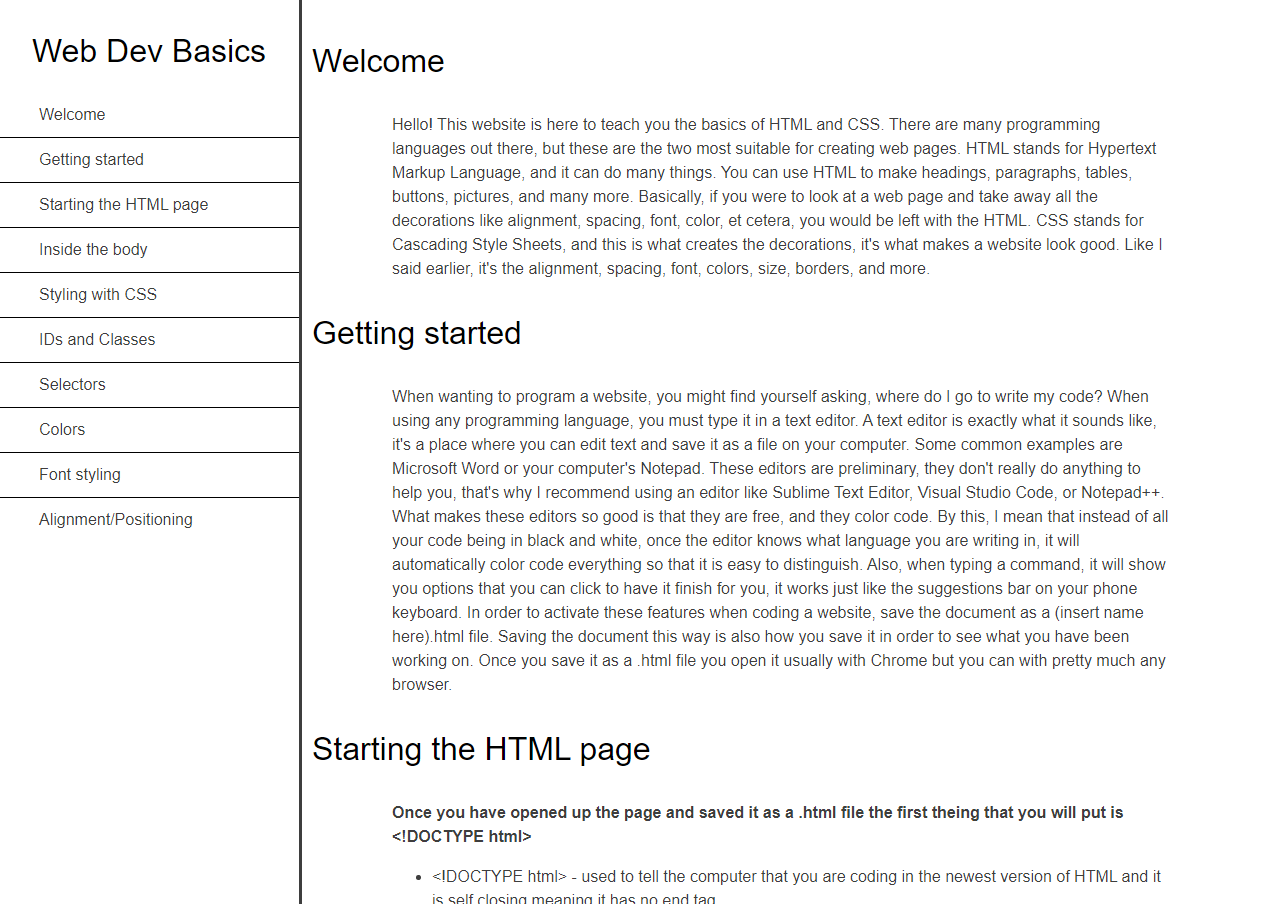 Web Dev Basics
Welcome
Getting started
Starting the HTML page
Inside the body
Styling with CSS
IDs and Classes
Selectors
Colors
Font styling
Alignment/Positioning
Welcome
Hello! This website is here to teach you the basics of HTML and CSS. There are many programming
languages out there, but these are the two most suitable for creating web pages. HTML stands for Hypertext
Markup Language, and it can do many things. You can use HTML to make headings, paragraphs, tables,
buttons, pictures, and many more. Basically, if you were to look at a web page and take away all the
decorations like alignment, spacing, font, color, et cetera, you would be left with the HTML. CSS stands for
Cascading Style Sheets, and this is what creates the decorations, it's what makes a website look good. Like I
said earlier, it's the alignment, spacing, font, colors, size, borders, and more.
Getting started
When wanting to program a website, you might find yourself asking, where do I go to write my code? When
using any programming language, you must type it in a text editor. A text editor is exactly what it sounds like,
it's a place where you can edit text and save it as a file on your computer. Some common examples are
Microsoft Word or your computer's Notepad. These editors are preliminary, they don't really do anything to
help you, that's why I recommend using an editor like Sublime Text Editor, Visual Studio Code, or Notepad++.
What makes these editors so good is that they are free, and they color code. By this, I mean that instead of all
your code being in black and white, once the editor knows what language you are writing in, it will
automatically color code everything so that it is easy to distinguish. Also, when typing a command, it will show
you options that you can click to have it finish for you, it works just like the suggestions bar on your phone
keyboard. In order to activate these features when coding a website, save the document as a (insert name
here).html file. Saving the document this way is also how you save it in order to see what you have been
working on. Once you save it as a .html file you open it usually with Chrome but you can with pretty much any
browser.
Starting the HTML page
Once you have opened up the page and saved it as a .html file the first theing that you will put is
<!DOCTYPE html>
• <!DOCTYPE html> - used to tell the computer that you are coding in the newest version of HTML and it
is self closing meaning it has no end tag